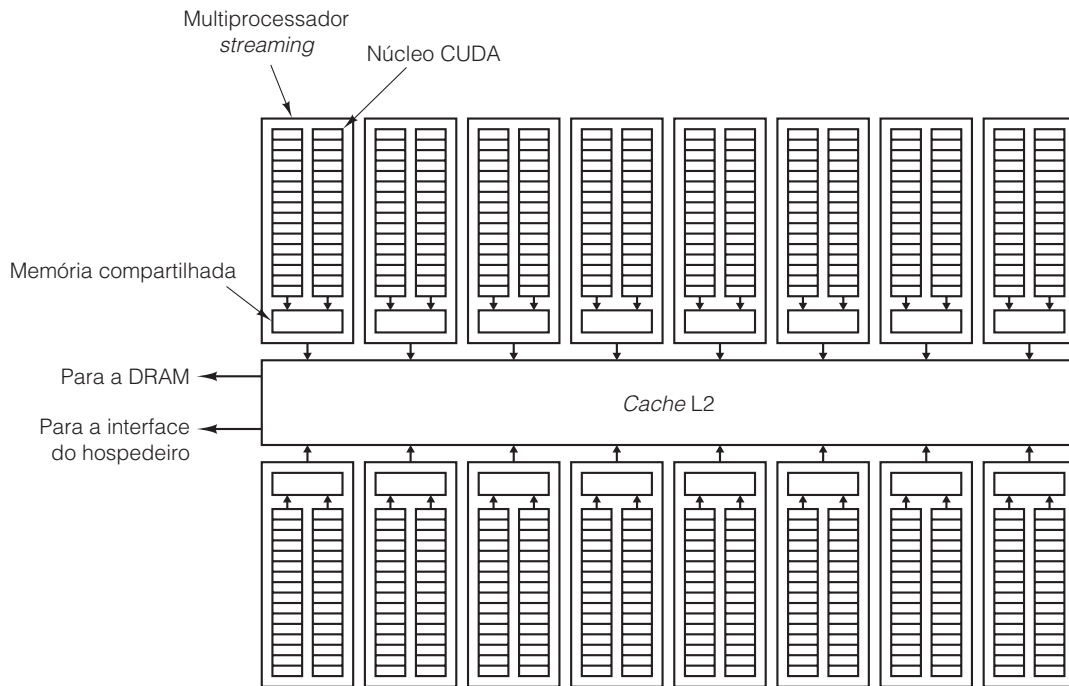 Multiprocessador
streaming
Núcleo CUDA
Memória compartilhada
Para a DRAM
Cache L2
Para a interface
do hospedeiro